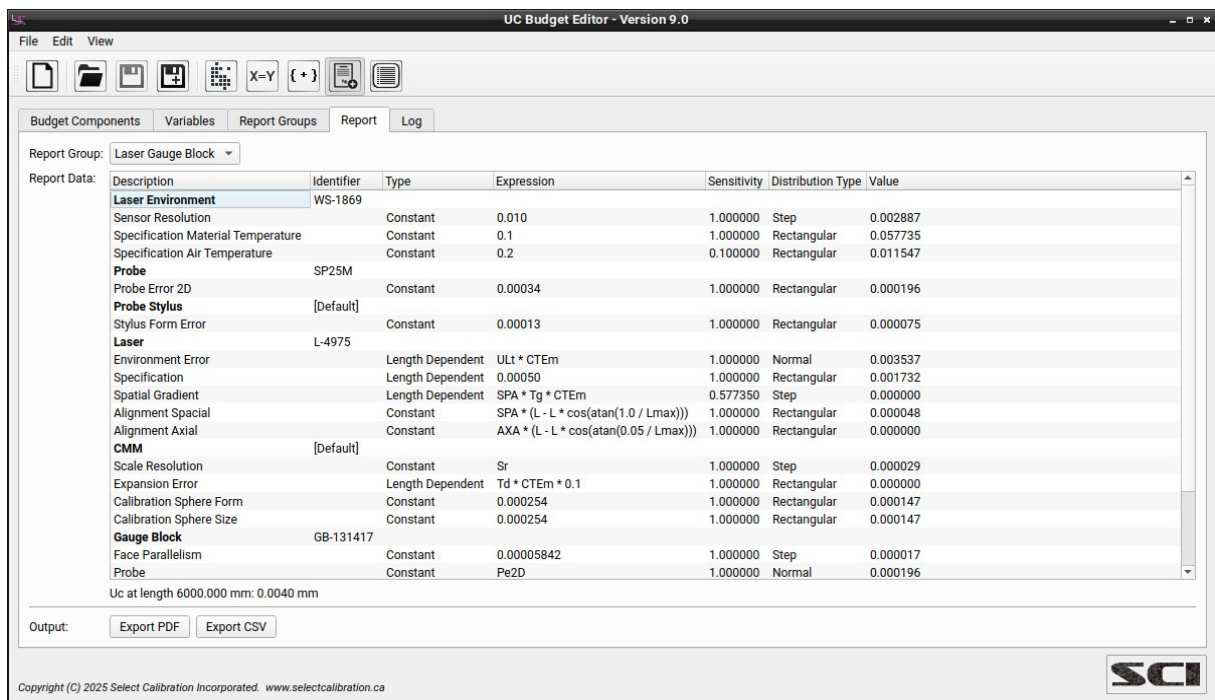 UC Budget Editor - Version 9.0
File Edit View
X=Y { + }
Budget Components Variables Report Groups Report Log
Report Group: Laser Gauge Block
Report Data: Description Identifier Type Expression Sensitivity Distribution Type Value
Laser Environment WS-1869
Sensor Resolution Constant 0.010 1.000000 Step 0.002887
Specification Material Temperature Constant 0.1 1.000000 Rectangular 0.057735
Specification Air Temperature Constant 0.2 0.100000 Rectangular 0.011547
Probe SP25M
Probe Error 2D Constant 0.00034 1.000000 Rectangular 0.000196
Probe Stylus [Default]
Stylus Form Error Constant 0.00013 1.000000 Rectangular 0.000075
Laser L-4975
Environment Error Length Dependent ULt * CTEm 1.000000 Normal 0.003537
Specification Length Dependent 0.00050 1.000000 Rectangular 0.001732
Spatial Gradient Length Dependent SPA * Tg * CTEm 0.577350 Step 0.000000
Alignment Spacial Constant SPA * (L - L * cos(atan(1.0 / Lmax))) 1.000000 Rectangular 0.000048
Alignment Axial Constant AXA * (L - L * cos(atan(0.05 / Lmax))) 1.000000 Rectangular 0.000000
CMM [Default]
Scale Resolution Constant Sr 1.000000 Step 0.000029
Expansion Error Length Dependent Td * CTEm * 0.1 1.000000 Rectangular 0.000000
Calibration Sphere Form Constant 0.000254 1.000000 Rectangular 0.000147
Calibration Sphere Size Constant 0.000254 1.000000 Rectangular 0.000147
Gauge Block GB-131417
Face Parallelism Constant 0.00005842 1.000000 Step 0.000017
Probe Constant Pe2D 1.000000 Normal 0.000196
Uc at length 6000.000 mm: 0.0040 mm
Output: Export PDF Export CSV
SCI
Copyright (C) 2025 Select Calibration Incorporated. www.selectcalibration.ca